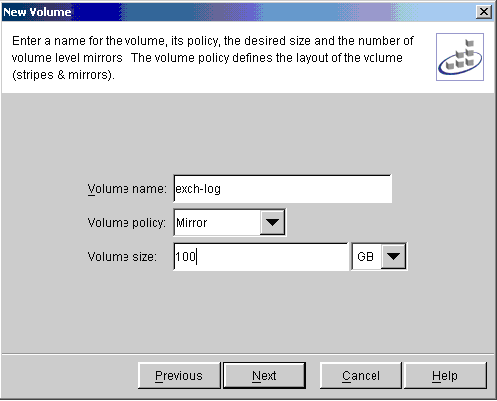 New Volume
Enter a name for the volume, its policy, the desired size and the number of
volume level mirrors  The volume policy defines the layout of the volume
(stripes & mirrors).
Volume name: exch-log
Volume policy: Mirror
Volume size: 100 GB
Previous Next Cancel Help